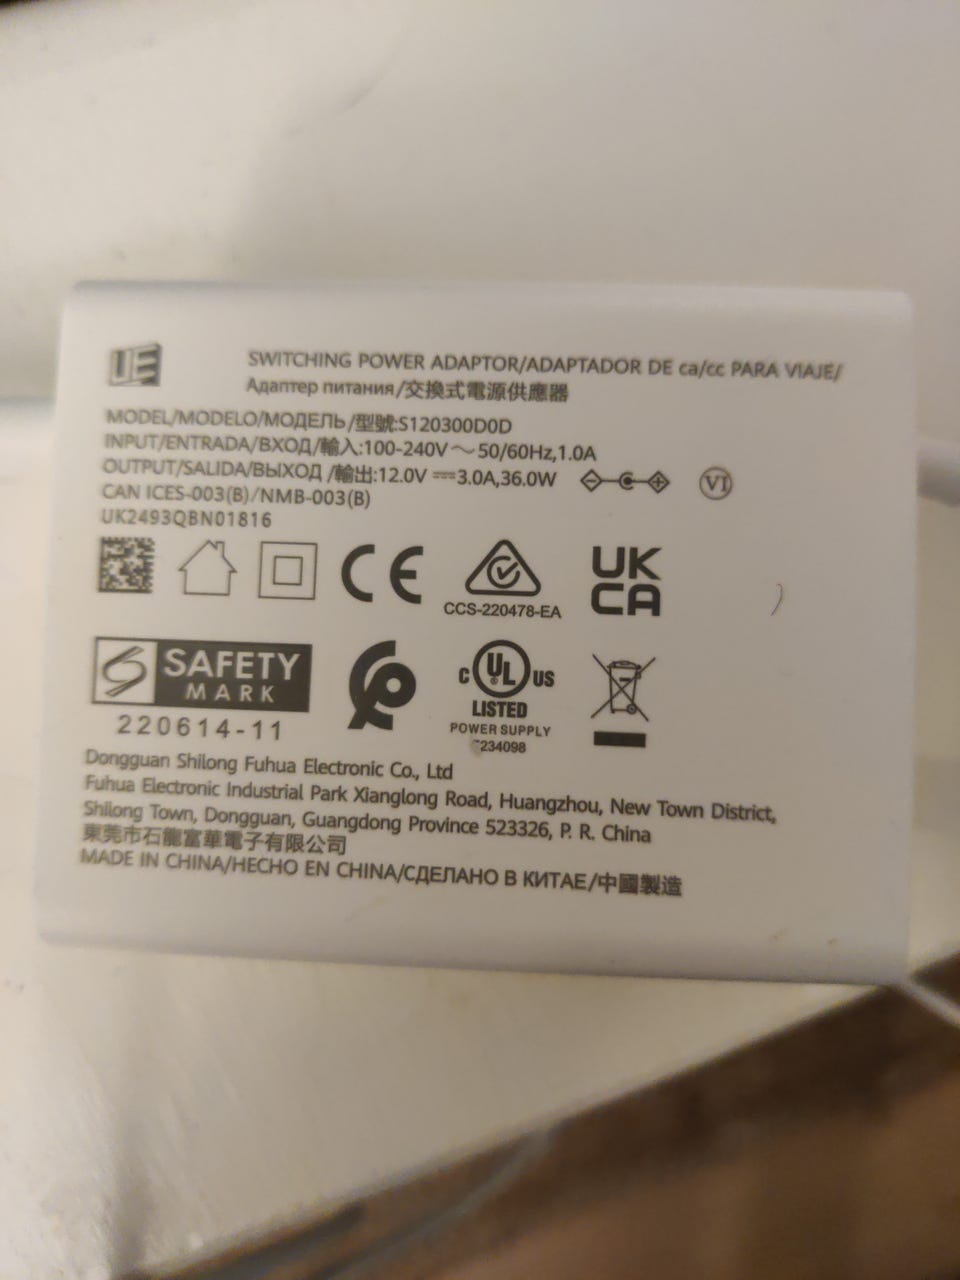 UE
SWITCHING POWER ADAPTOR/ADAPTADOR DE ca/cc PARA VIAJE/
Адаптер питания/交換式電源供應器
MODEL/MODELO/МОДЕЛЬ/型號:S120300D0D
INPUT/ENTRADA/ВХОД/輸入:100-240V～50/60Hz,1.0A
OUTPUT/SALIDA/ВЫХОД /輸出:12.0V⎓3.0A,36.0W VI
CAN ICES-003(B)/NMB-003(B)
UK2493QBN01816
CE
CCS-220478-EA
UK
CA
SAFETY
MARK
220614-11
c UL US
LISTED
POWER SUPPLY
234098
Dongguan Shilong Fuhua Electronic Co., Ltd
Fuhua Electronic Industrial Park Xianglong Road, Huangzhou, New Town District,
Shilong Town, Dongguan, Guangdong Province 523326, P. R. China
東莞市石龍富華電子有限公司
MADE IN CHINA/HECHO EN CHINA/СДЕЛАНО В КИТАЕ/中國製造